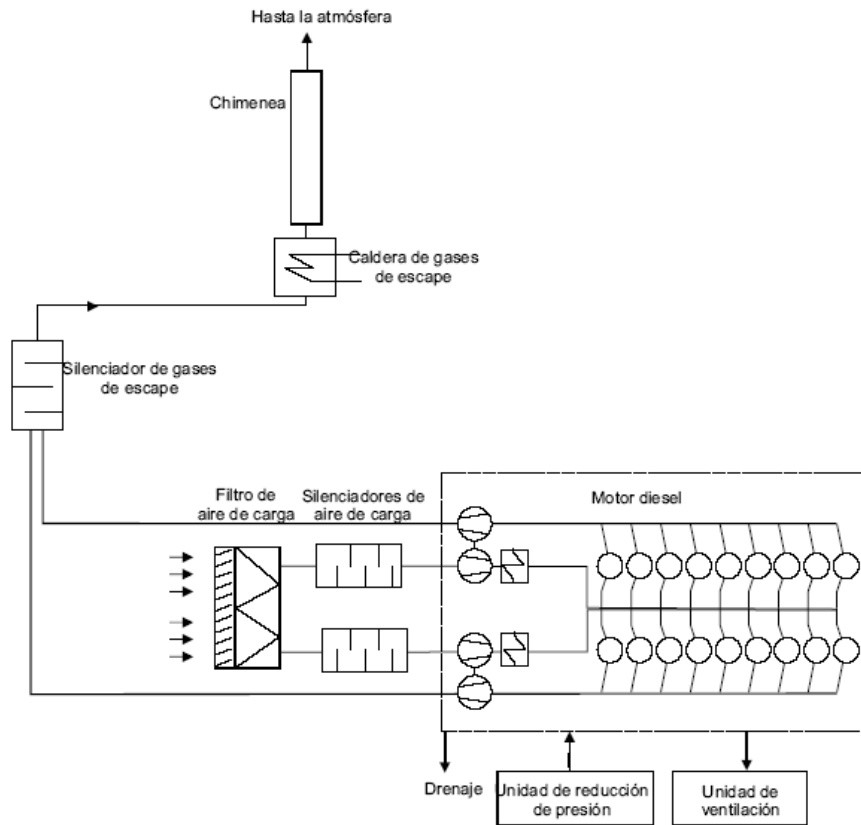 Hasta la atmósfera
Chimenea
Caldera de gases
de escape
Silenciador de gases
de escape
Filtro de
aire de carga
Silenciadores de
aire de carga
Motor diesel
Drenaje
Unidad de reducción
de presión
Unidad de
ventilación